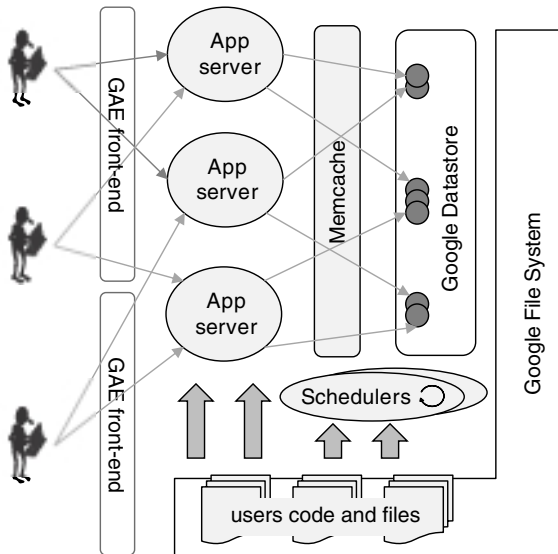 GAE front-end
GAE front-end
App
server
App
server
App
server
Memcache
Google Datastore
Google File System
Schedulers
users code and files